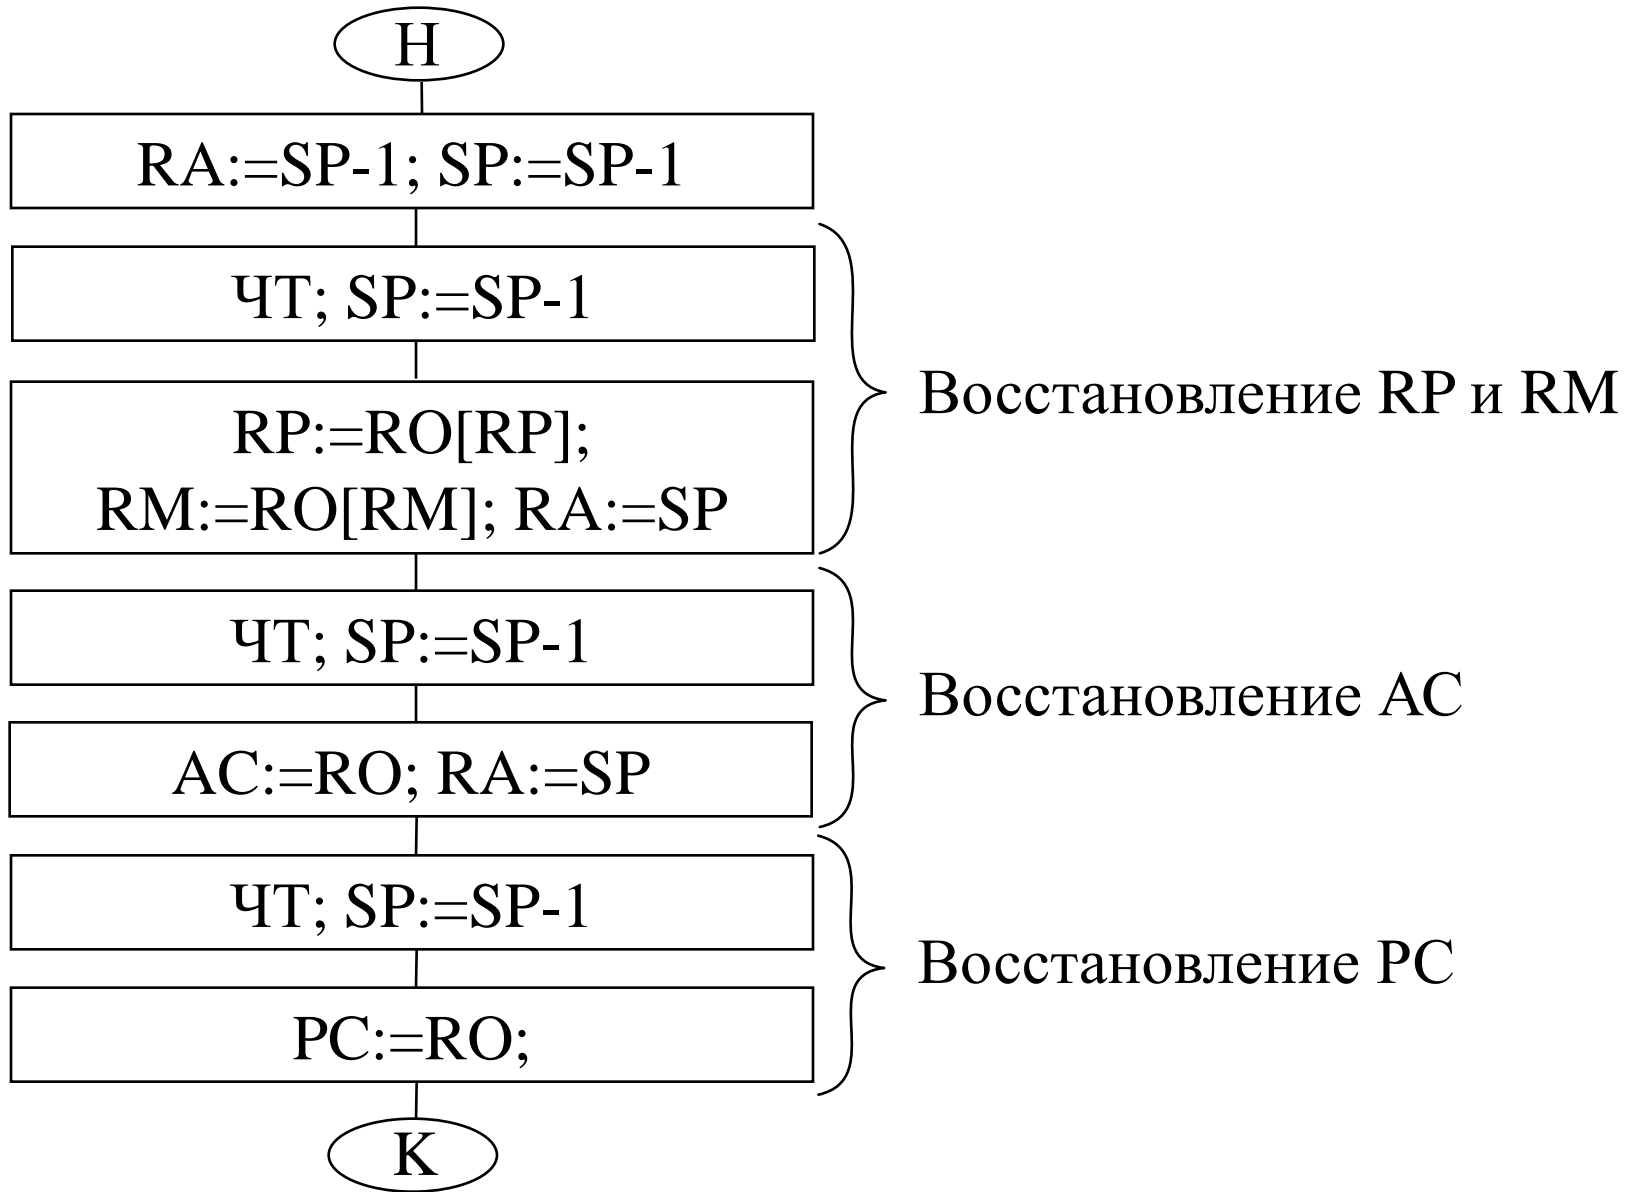 Н
RA:=SP-1; SP:=SP-1
ЧТ; SP:=SP-1
RP:=RO[RP];
RM:=RO[RM]; RA:=SP
Восстановление RP и RM
ЧТ; SP:=SP-1
AC:=RO; RA:=SP
Восстановление AC
ЧТ; SP:=SP-1
PC:=RO;
Восстановление PC
К